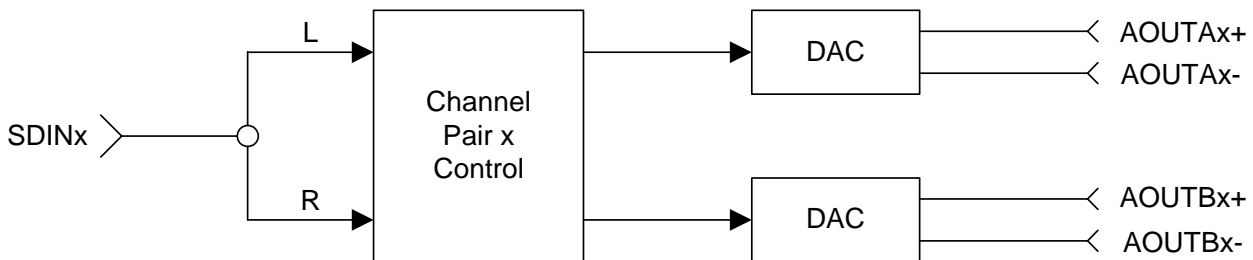 L
DAC
AOUTAx+
AOUTAx-
SDINx
Channel
Pair x
Control
R
DAC
AOUTBx+
AOUTBx-